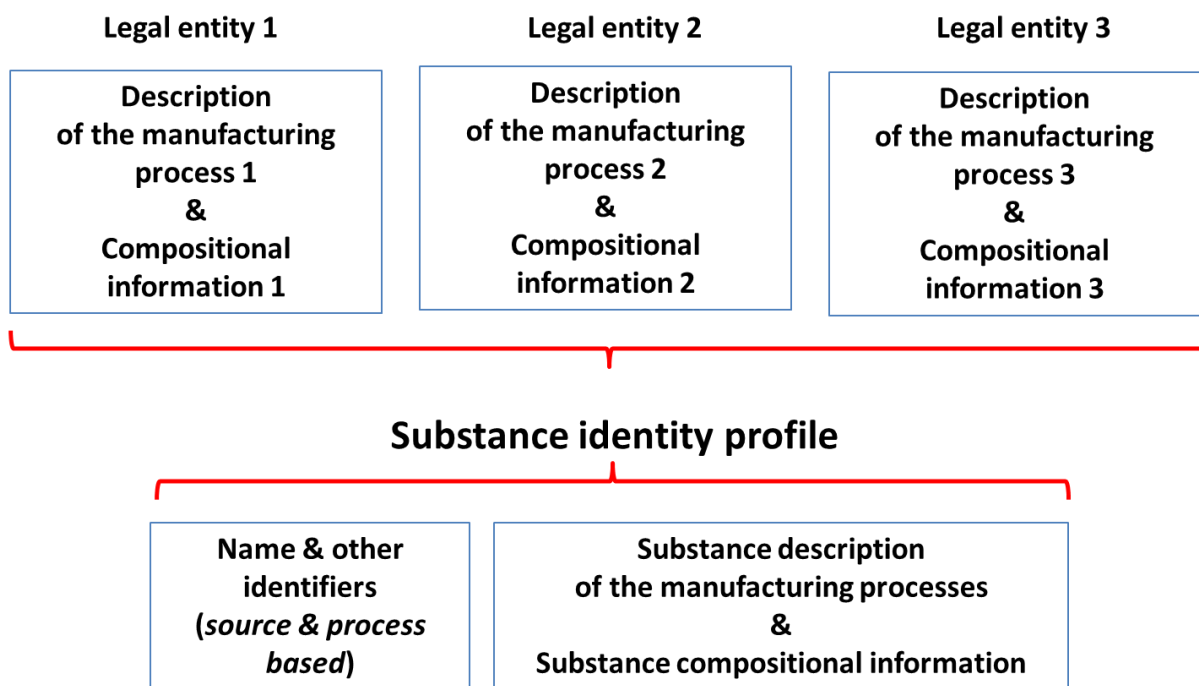 Legal entity 1
Legal entity 2
Legal entity 3
Description
of the manufacturing
process 1
&
Compositional
information 1
Description
of the manufacturing
process 2
&
Compositional
information 2
Description
of the manufacturing
process 3
&
Compositional
information 3
Substance identity profile
Name & other
identifiers
(source & process
based)
Substance description
of the manufacturing processes
&
Substance compositional information